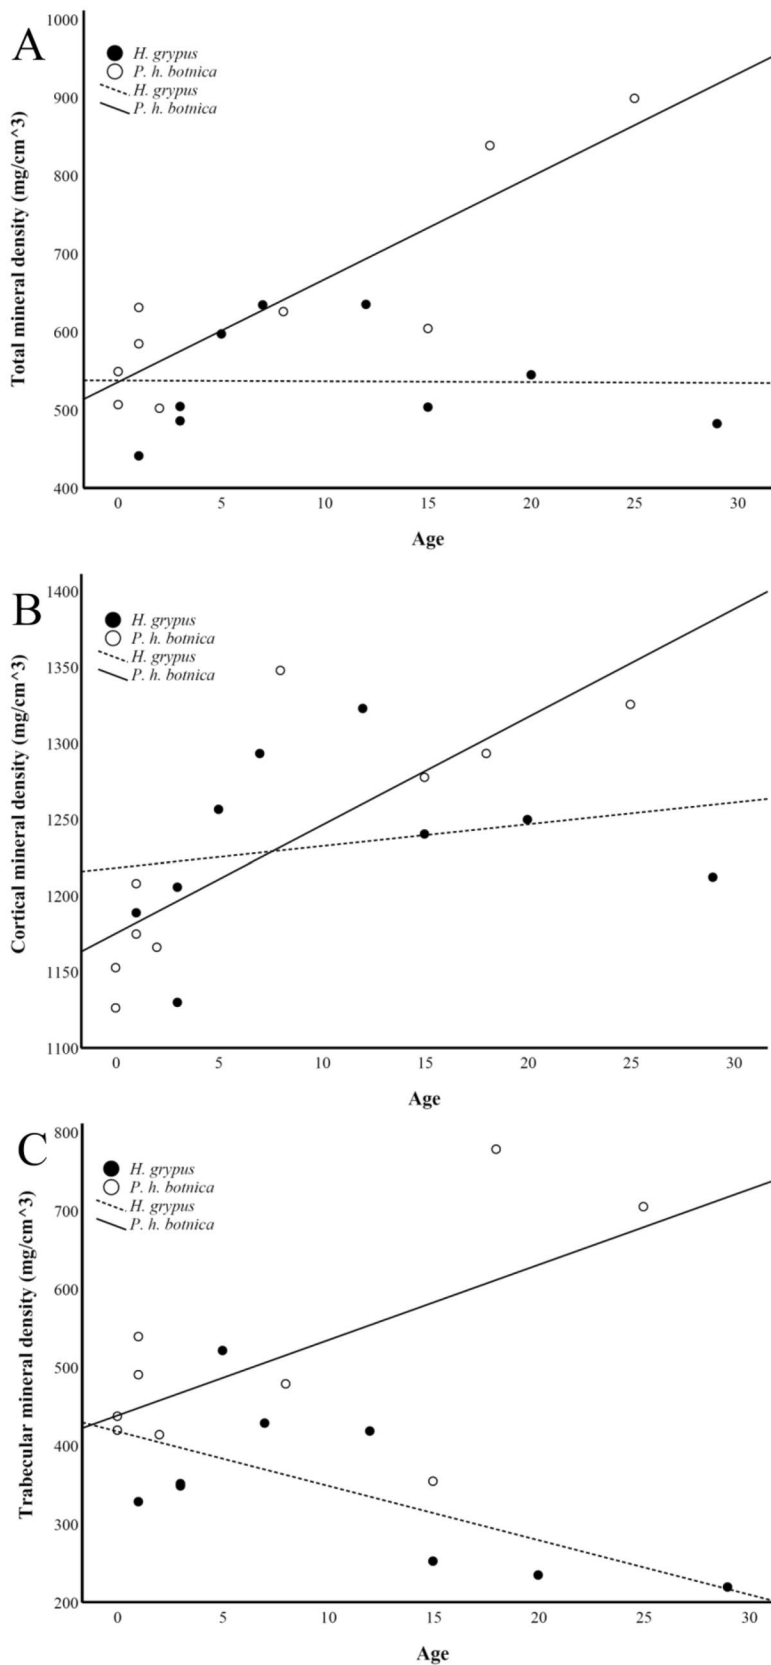 A
H. grypus
P. h. botnica
H. grypus
P. h. botnica
Total mineral density (mg/cm^3)
1000
900
800
700
600
500
400
0 5 10 15 20 25 30
Age
B
H. grypus
P. h. botnica
H. grypus
P. h. botnica
Cortical mineral density (mg/cm^3)
1400
1350
1300
1250
1200
1150
1100
0 5 10 15 20 25 30
Age
C
H. grypus
P. h. botnica
H. grypus
P. h. botnica
Trabecular mineral density (mg/cm^3)
800
700
600
500
400
300
200
0 5 10 15 20 25 30
Age